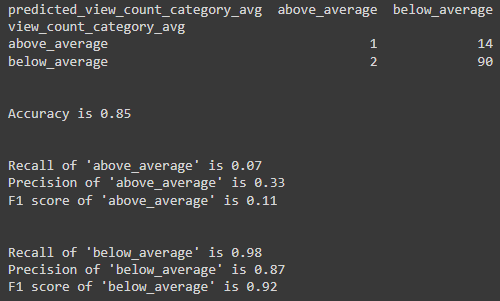 predicted_view_count_category_avg above_average below_average
view_count_category_avg
above_average 1 14
below_average 2 90
Accuracy is 0.85
Recall of 'above_average' is 0.07
Precision of 'above_average' is 0.33
F1 score of 'above_average' is 0.11
Recall of 'below_average' is 0.98
Precision of 'below_average' is 0.87
F1 score of 'below_average' is 0.92